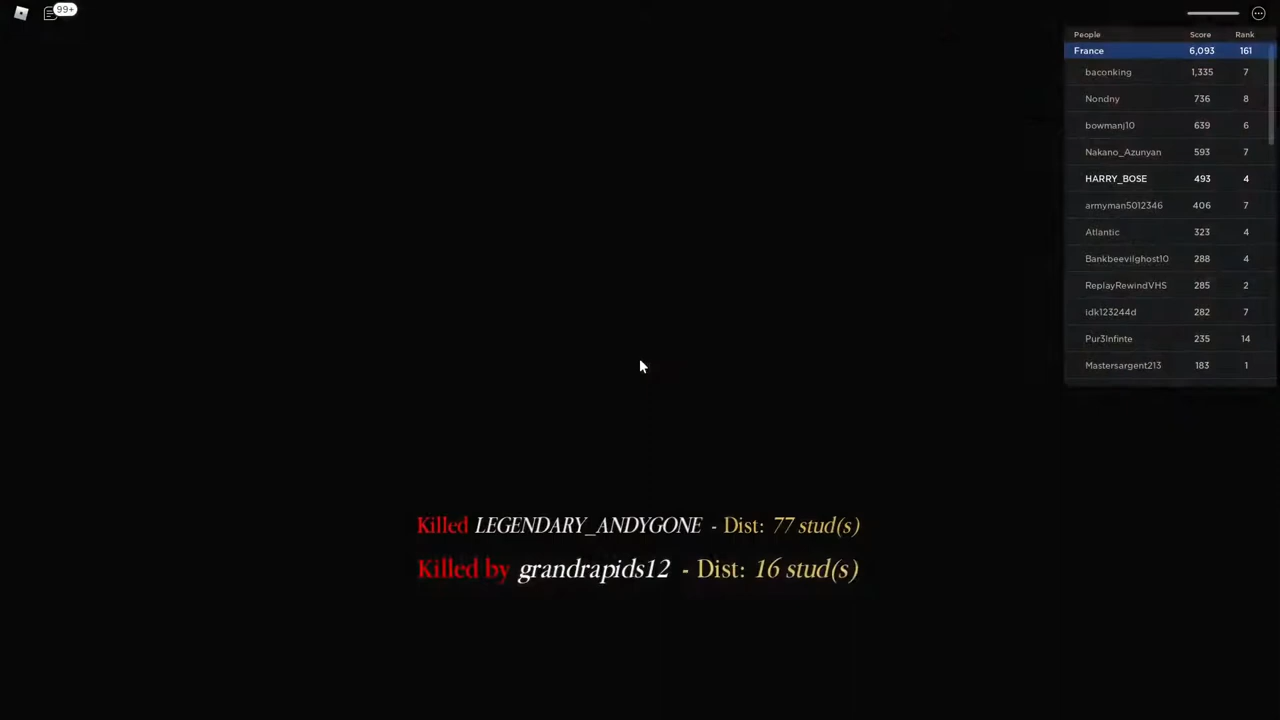 99+
People Score Rank
France 6,093 161
baconking 1,335 7
Nondny 736 8
bowmanj10 639 6
Nakano_Azunyan 593 7
HARRY_BOSE 493 4
armyman5012346 406 7
Atlantic 323 4
Bankbeevilghost10 288 4
ReplayRewindVHS 285 2
idk123244d 282 7
Pur3Infinte 235 14
Mastersargent213 183 1
Killed LEGENDARY_ANDYGONE - Dist: 77 stud(s)
Killed by grandrapids12 - Dist: 16 stud(s)